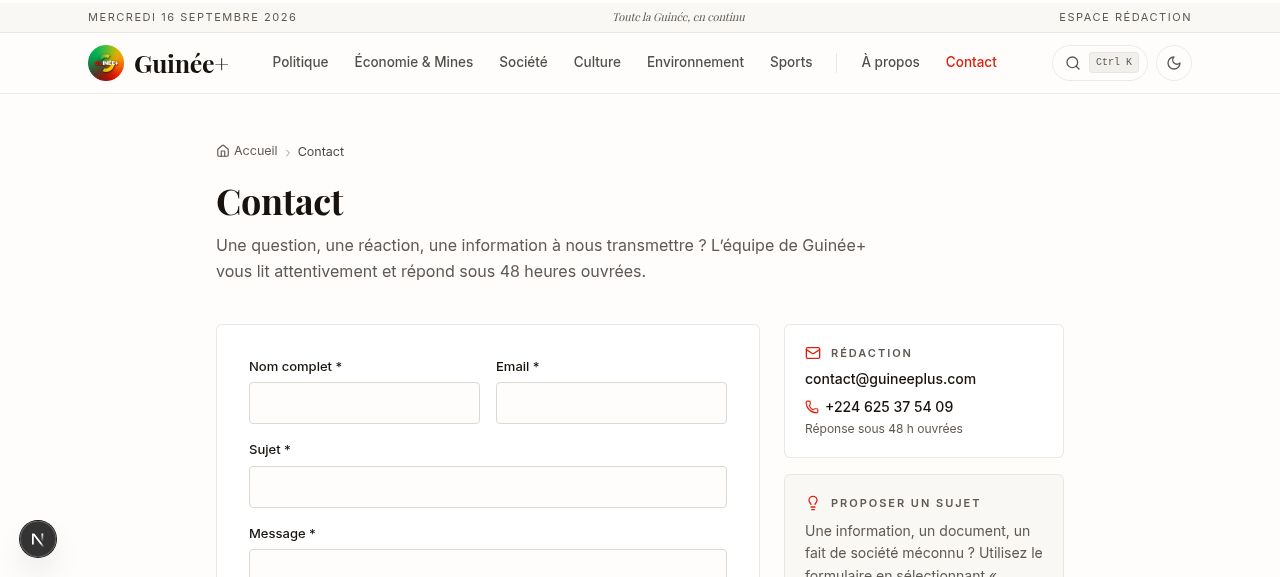 MERCREDI 16 SEPTEMBRE 2026
Toute la Guinée, en continu
ESPACE RÉDACTION
Guinée+
Politique
Économie & Mines
Société
Culture
Environnement
Sports
À propos
Contact
Ctrl K
Accueil
Contact
Contact
Une question, une réaction, une information à nous transmettre ? L'équipe de Guinée+
vous lit attentivement et répond sous 48 heures ouvrées.
Nom complet *
Email *
Sujet *
Message *
RÉDACTION
contact@guineeplus.com
+224 625 37 54 09
Réponse sous 48 h ouvrées
PROPOSER UN SUJET
Une information, un document, un
fait de société méconnu ? Utilisez le
formulaire en sélectionnant «